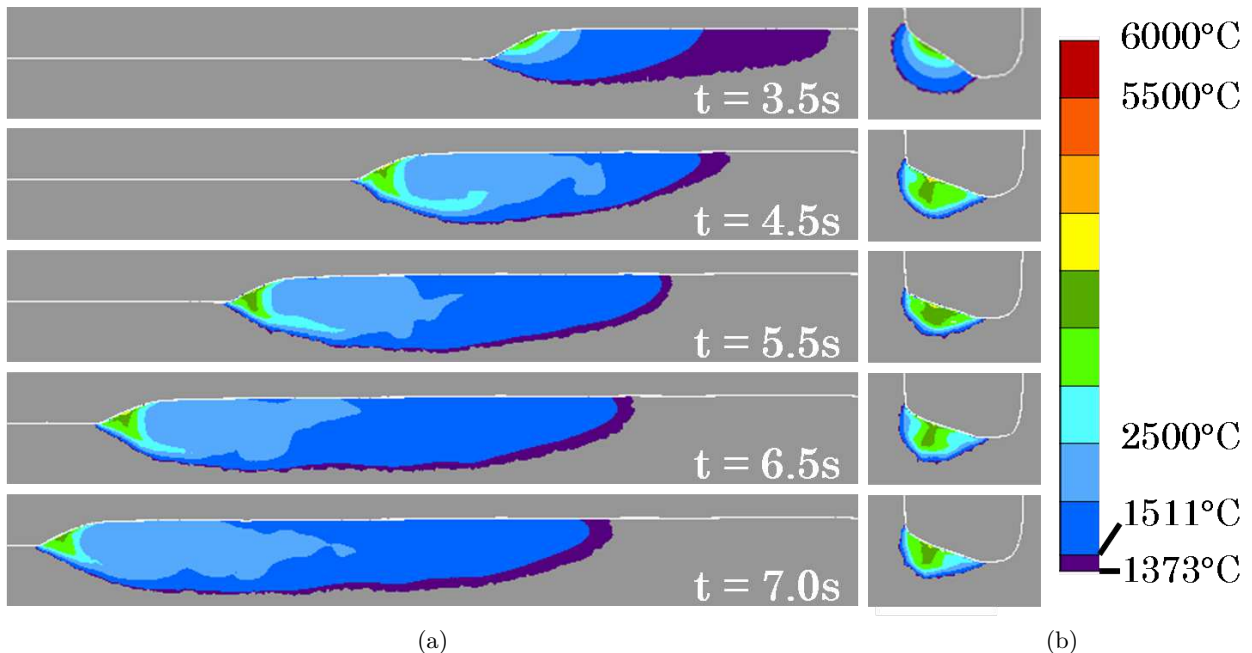 t = 3.5s
t = 4.5s
t = 5.5s
t = 6.5s
t = 7.0s
6000°C
5500°C
2500°C
1511°C
1373°C
(a)
(b)